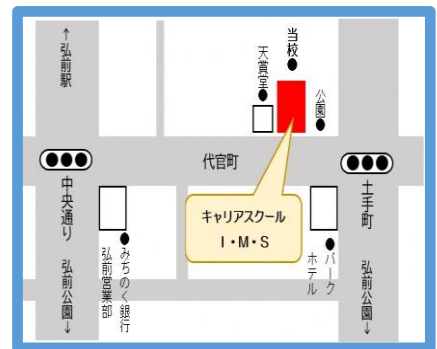 ↑弘前駅
当校
天賞堂
公園
代官町
中央通り
弘前公園↓
みちのく銀行
弘前営業部
キャリアスクール
I・M・S
パーク
ホテル
土手町
弘前公園↓